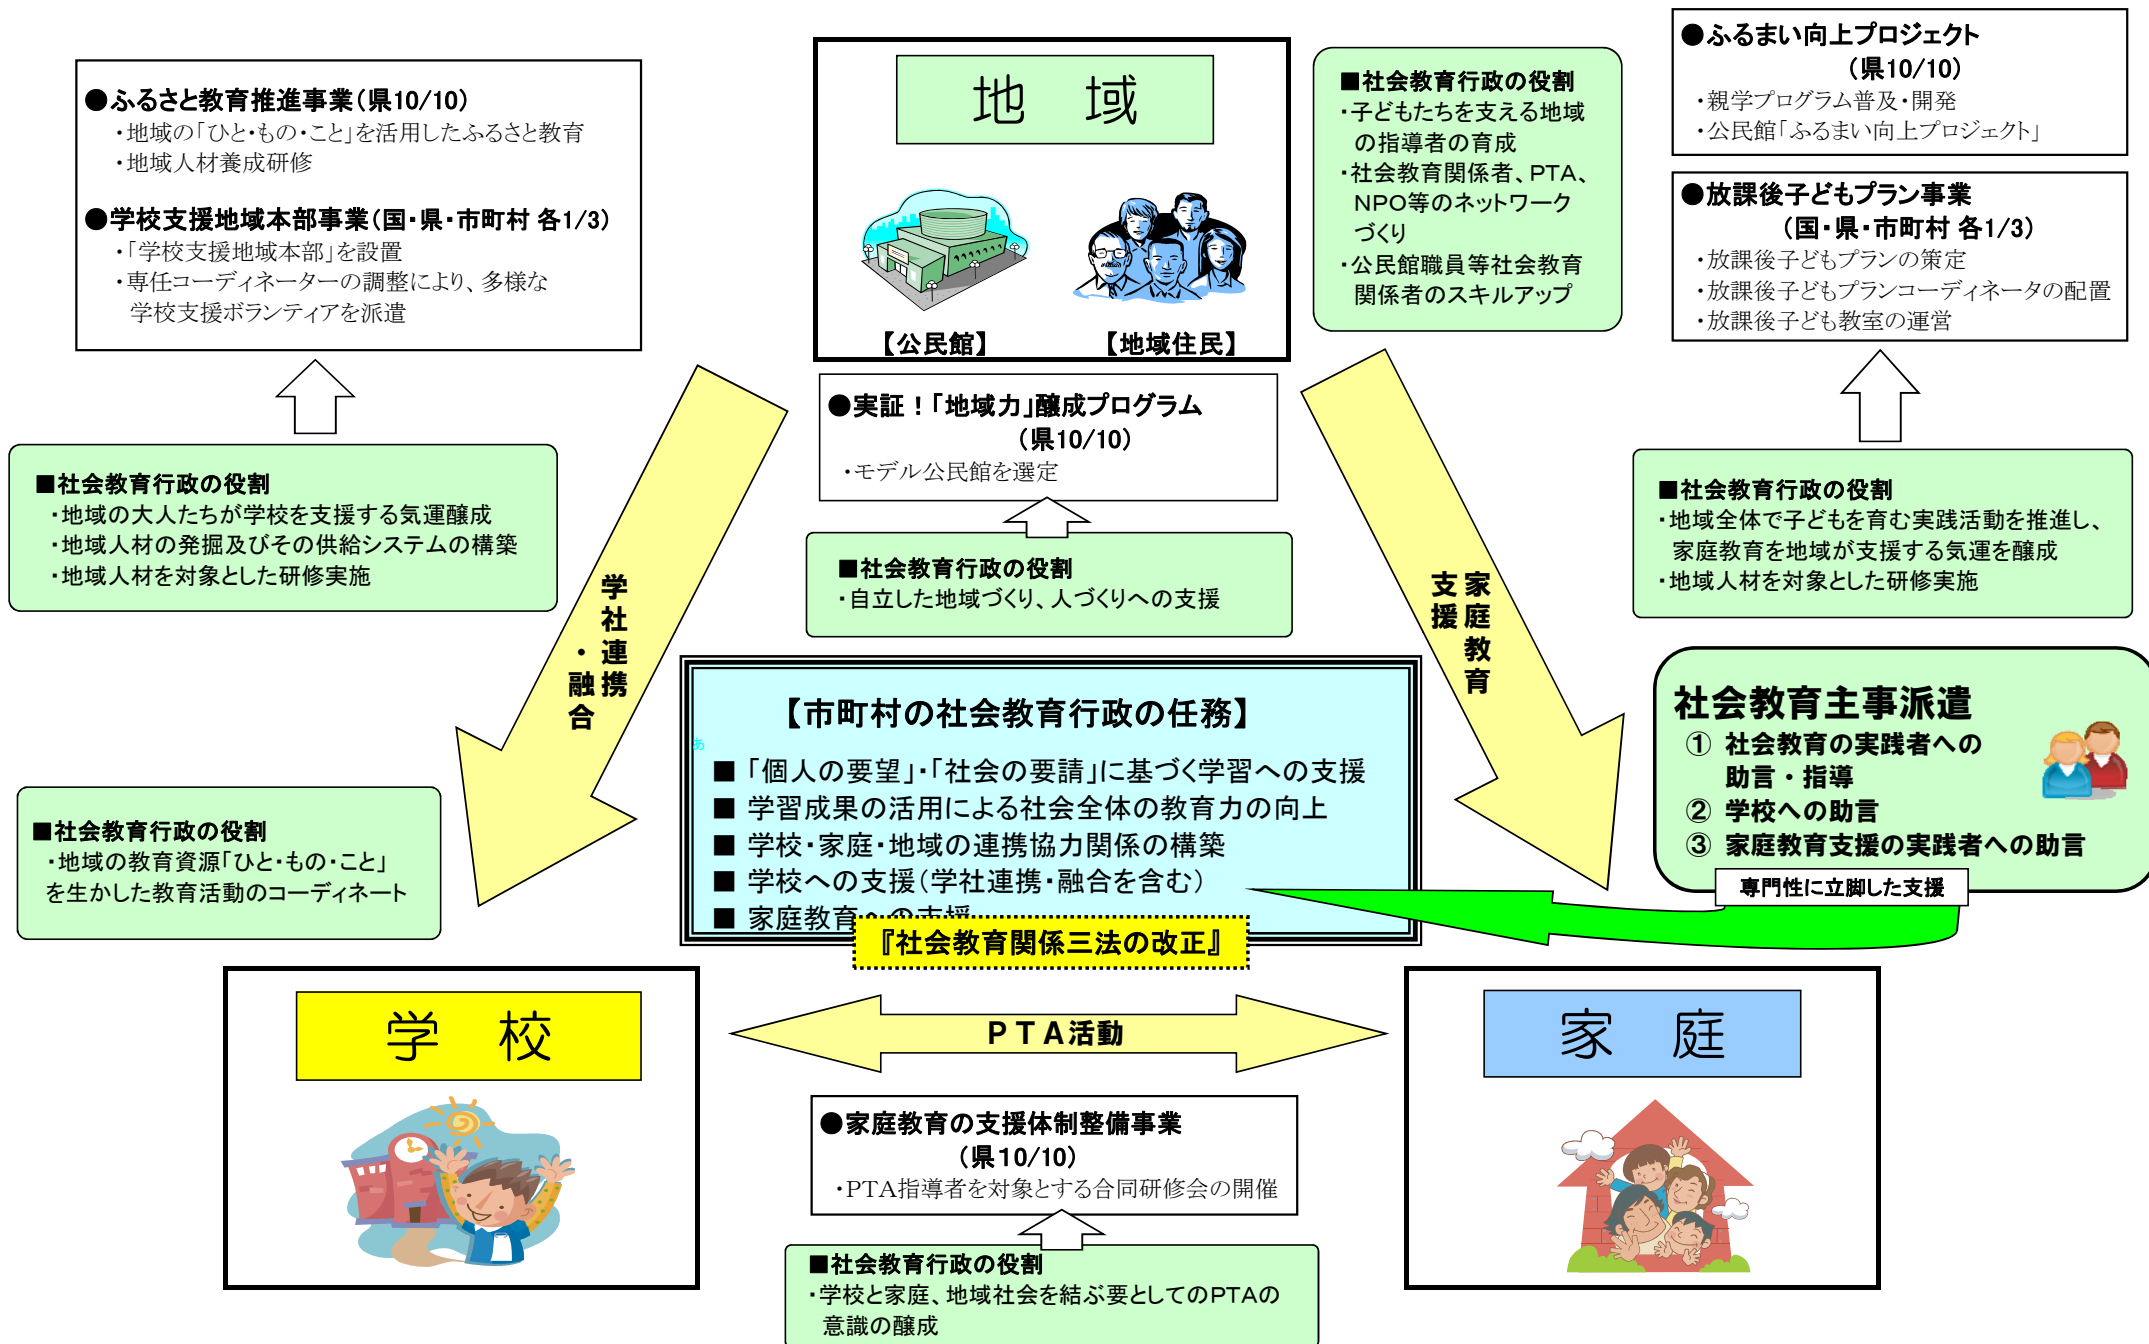 ●ふるさと教育推進事業(県10/10)
・地域の「ひと・もの・こと」を活用したふるさと教育
・地域人材養成研修
●学校支援地域本部事業(国・県・市町村 各1/3)
・「学校支援地域本部」を設置
・専任コーディネーターの調整により、多様な
学校支援ボランティアを派遣
地 域
【公民館】 【地域住民】
■社会教育行政の役割
・子どもたちを支える地域
の指導者の育成
・社会教育関係者、PTA、
NPO等のネットワーク
づくり
・公民館職員等社会教育
関係者のスキルアップ
●ふるまい向上プロジェクト
(県10/10)
・親学プログラム普及・開発
・公民館「ふるまい向上プロジェクト」
●放課後子どもプラン事業
(国・県・市町村 各1/3)
・放課後子どもプランの策定
・放課後子どもプランコーディネータの配置
・放課後子ども教室の運営
●実証!「地域力」醸成プログラム
(県10/10)
・モデル公民館を選定
■社会教育行政の役割
・地域の大人たちが学校を支援する気運醸成
・地域人材の発掘及びその供給システムの構築
・地域人材を対象とした研修実施
■社会教育行政の役割
・自立した地域づくり、人づくりへの支援
■社会教育行政の役割
・地域全体で子どもを育む実践活動を推進し、
家庭教育を地域が支援する気運を醸成
・地域人材を対象とした研修実施
学社連携
・融合
家庭教育
支援
【市町村の社会教育行政の任務】
あ
■ 「個人の要望」・「社会の要請」に基づく学習への支援
■ 学習成果の活用による社会全体の教育力の向上
■ 学校・家庭・地域の連携協力関係の構築
■ 学校への支援(学社連携・融合を含む)
■ 家庭教育への支援
『社会教育関係三法の改正』
社会教育主事派遣
① 社会教育の実践者への
助言・指導
② 学校への助言
③ 家庭教育支援の実践者への助言
専門性に立脚した支援
■社会教育行政の役割
・地域の教育資源「ひと・もの・こと」
を生かした教育活動のコーディネート
学 校
PTA活動
家 庭
●家庭教育の支援体制整備事業
(県10/10)
・PTA指導者を対象とする合同研修会の開催
■社会教育行政の役割
・学校と家庭、地域社会を結ぶ要としてのPTAの
意識の醸成